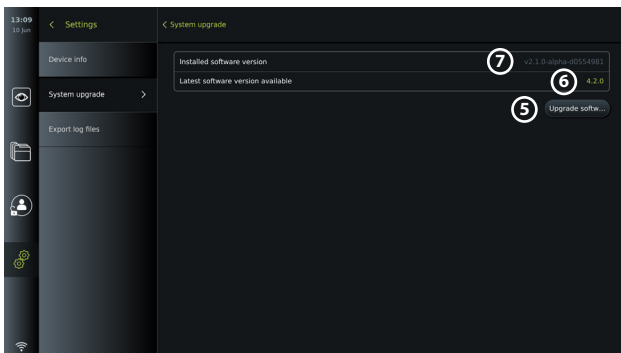 13:09
10 Jun
Settings
System upgrade
Device info
System upgrade
Export log files
Installed software version
7
v2.1.0-alpha-d0554981
Latest software version available
6
4.2.0
5
Upgrade softw...